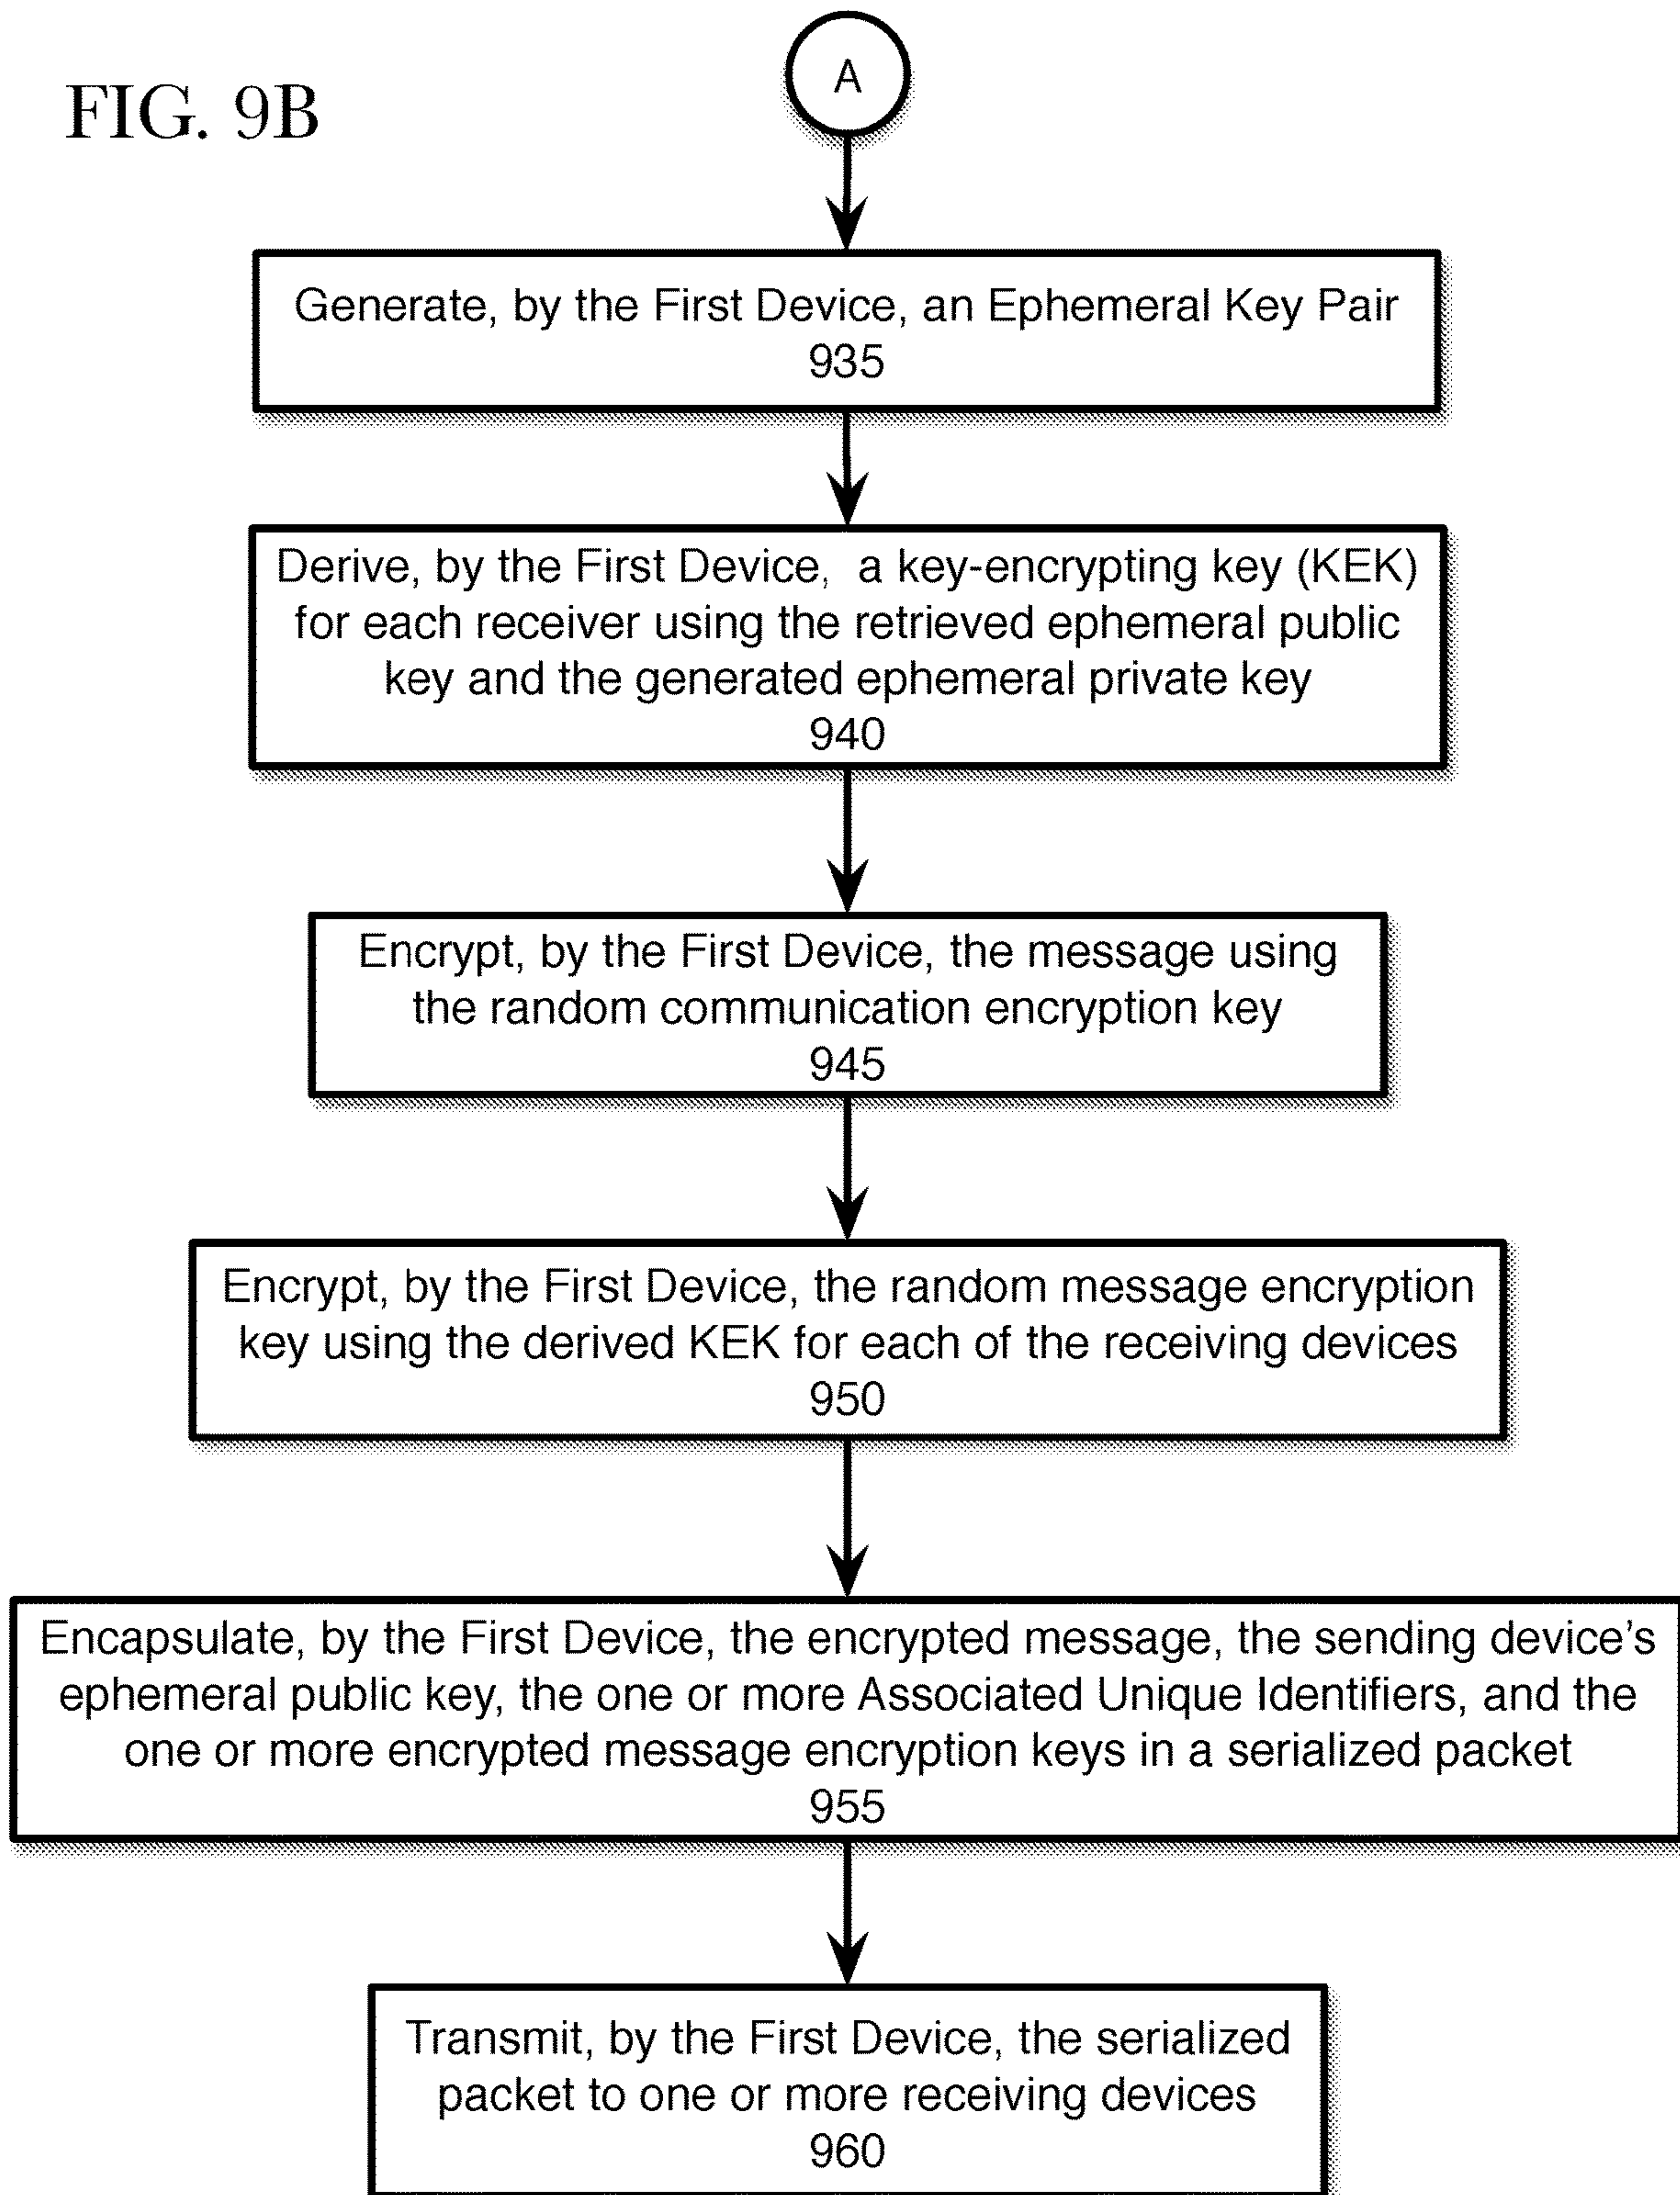 FIG. 9B
A
Generate, by the First Device, an Ephemeral Key Pair
935
Derive, by the First Device, a key-encrypting key (KEK)
for each receiver using the retrieved ephemeral public
key and the generated ephemeral private key
940
Encrypt, by the First Device, the message using
the random communication encryption key
945
Encrypt, by the First Device, the random message encryption
key using the derived KEK for each of the receiving devices
950
Encapsulate, by the First Device, the encrypted message, the sending device’s
ephemeral public key, the one or more Associated Unique Identifiers, and the
one or more encrypted message encryption keys in a serialized packet
955
Transmit, by the First Device, the serialized
packet to one or more receiving devices
960